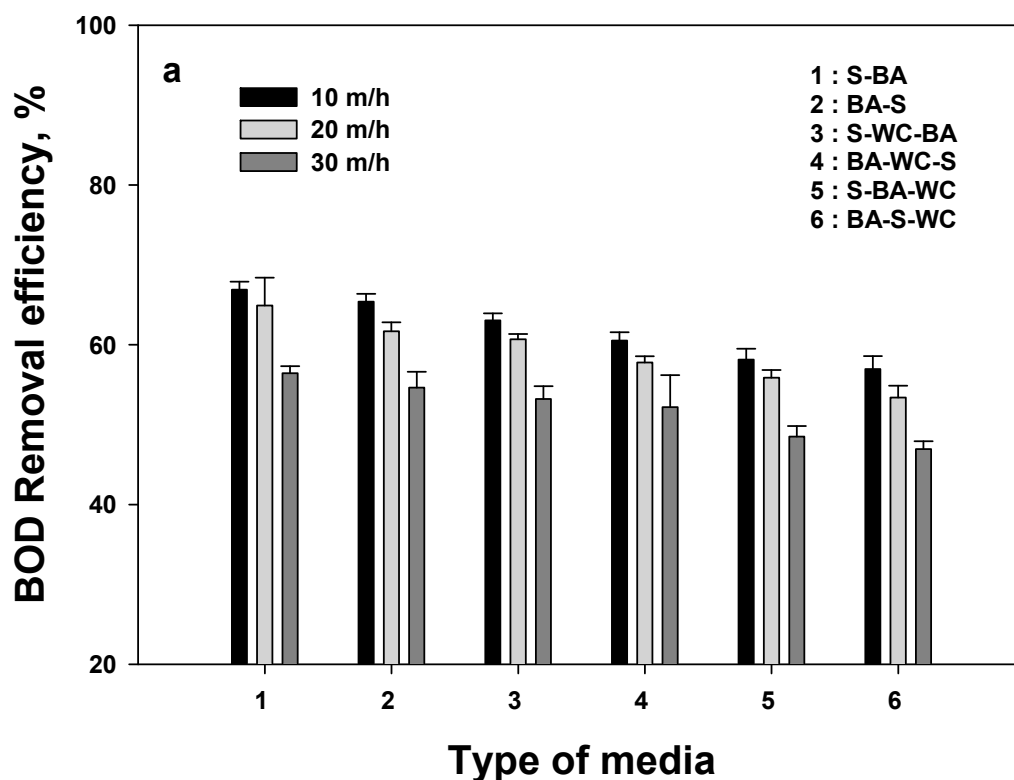 BOD Removal efficiency, %
100
80
60
40
20
a
10 m/h
20 m/h
30 m/h
1 : S-BA
2 : BA-S
3 : S-WC-BA
4 : BA-WC-S
5 : S-BA-WC
6 : BA-S-WC
1 2 3 4 5 6
Type of media